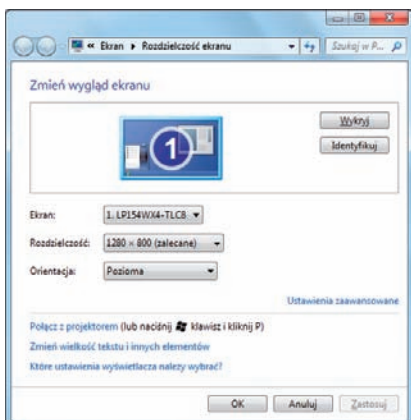 « Ekran ▸ Rozdzielczość ekranu
Szukaj w P...
Zmień wygląd ekranu
1
Wykryj
Identyfikuj
Ekran: 1. LP154WX4-TLCB
Rozdzielczość: 1280 × 800 (zalecane)
Orientacja: Pozioma
Ustawienia zaawansowane
Połącz z projektorem (lub naciśnij klawisz i kliknij P)
Zmień wielkość tekstu i innych elementów
Które ustawienia wyświetlacza należy wybrać?
OK Anuluj Zastosuj